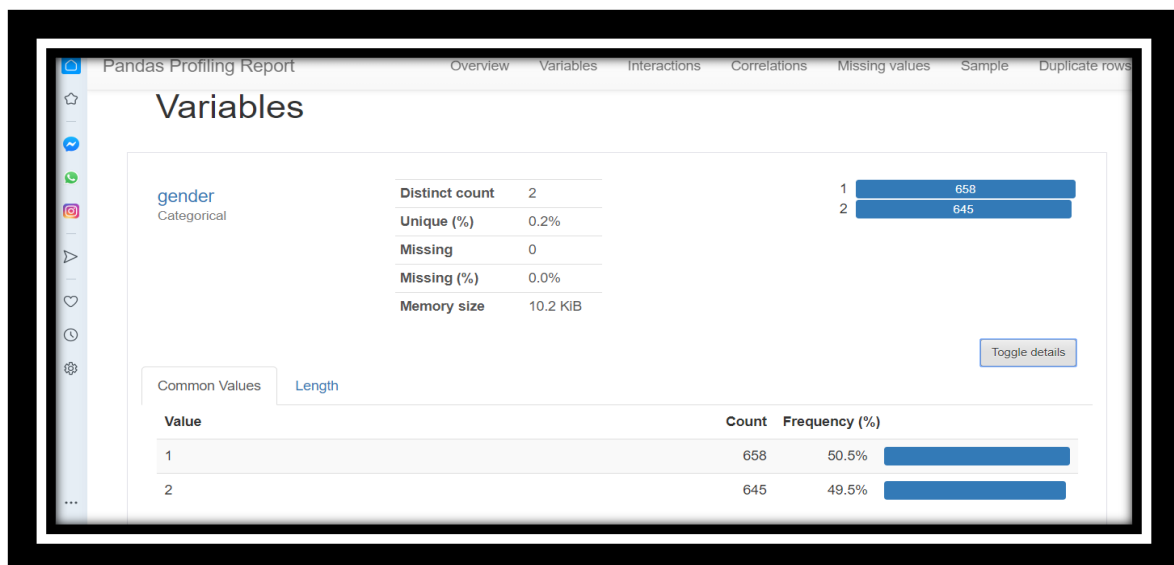 Pandas Profiling Report Overview Variables Interactions Correlations Missing values Sample Duplicate rows
Variables
gender
Categorical
Distinct count 2
Unique (%) 0.2%
Missing 0
Missing (%) 0.0%
Memory size 10.2 KiB
1 658
2 645
Toggle details
Common Values Length
Value Count Frequency (%)
1 658 50.5%
2 645 49.5%